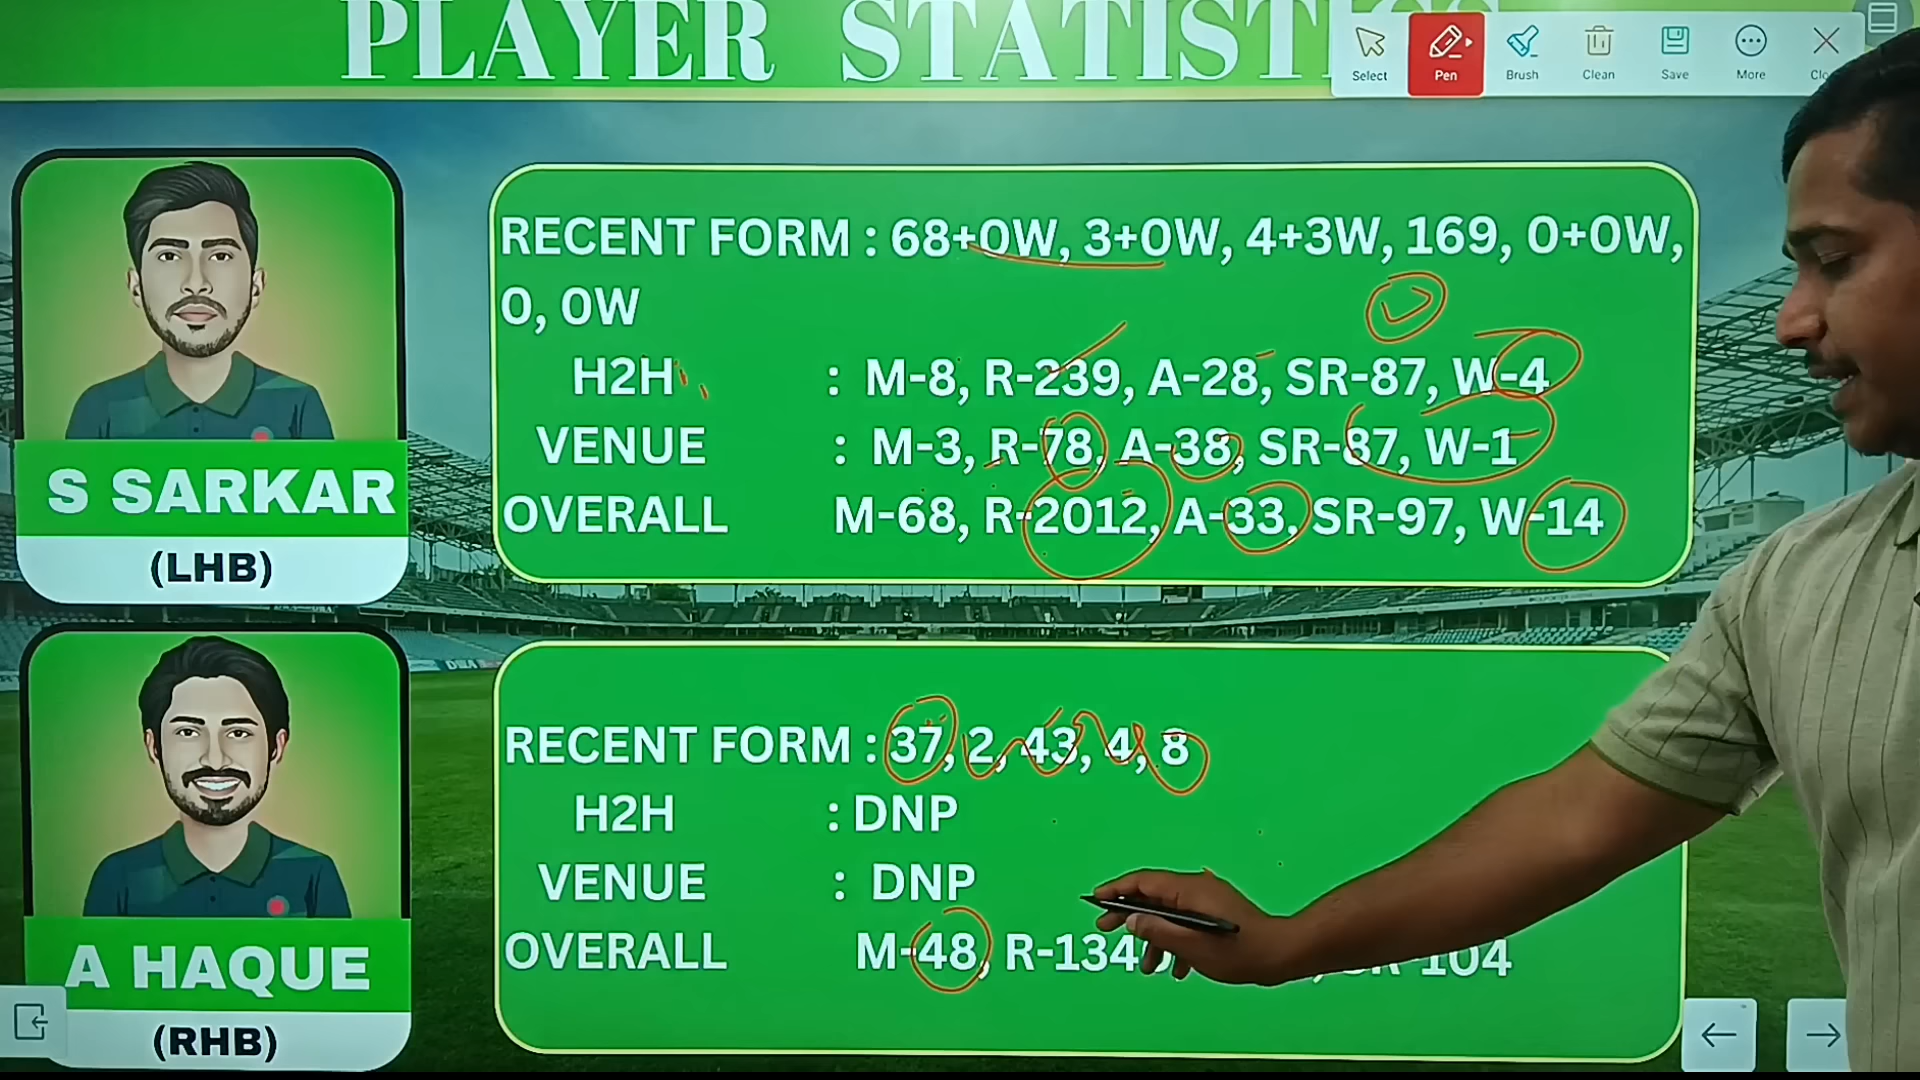 PLAYER STATIST
Select Pen Brush Clean Save More
RECENT FORM : 68+0W, 3+0W, 4+3W, 169, 0+0W,
0, 0W
H2H : M-8, R-239, A-28, SR-87, W-4
VENUE : M-3, R-78, A-38, SR-87, W-1
OVERALL M-68, R-2012, A-33, SR-97, W-14
S SARKAR
(LHB)
RECENT FORM : 37, 2, 43, 4, 8
H2H : DNP
VENUE : DNP
OVERALL M-48, R-134 104
A HAQUE
(RHB)